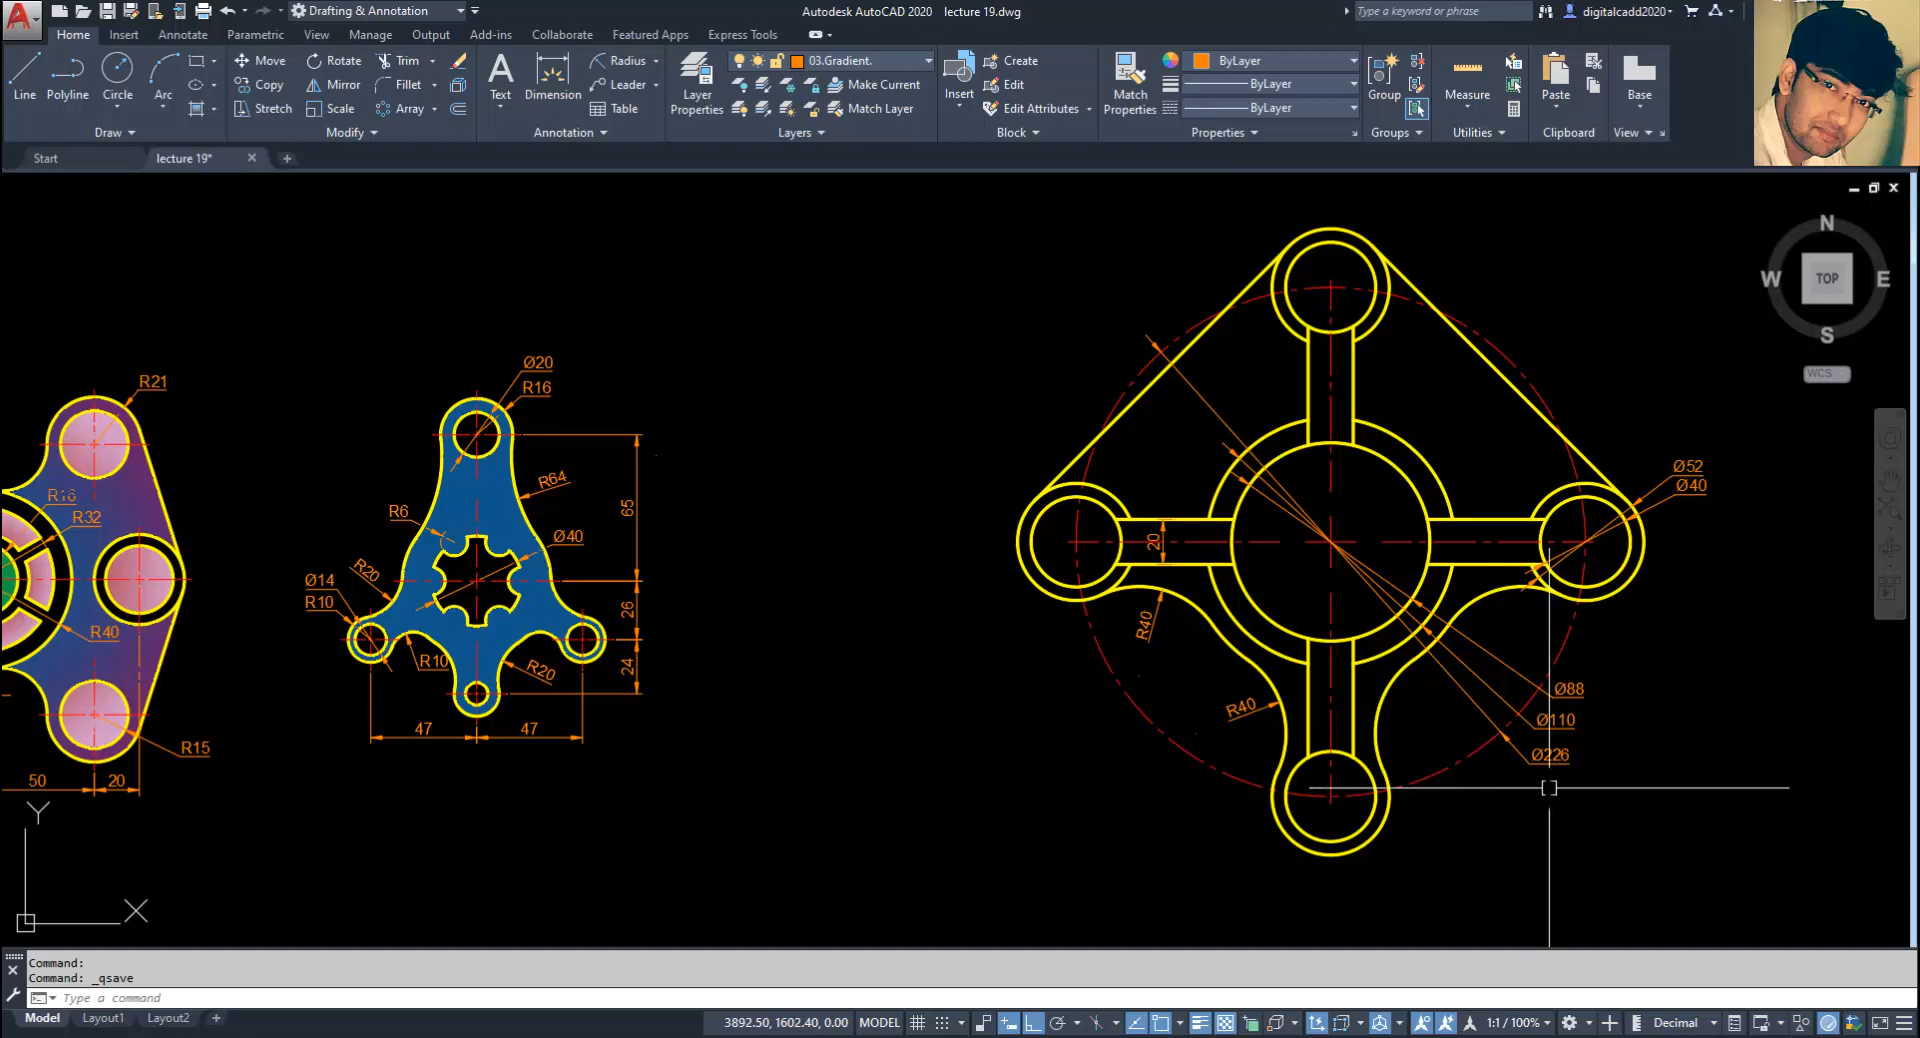 Drafting & Annotation
Autodesk AutoCAD 2020 lecture 19.dwg
Type a keyword or phrase
digitalcadd2020
A
Home Insert Annotate Parametric View Manage Output Add-ins Collaborate Featured Apps Express Tools
Line Polyline Circle Arc
Move Rotate Trim
Copy Mirror Fillet
Stretch Scale Array
A
Text Dimension
Radius
Leader
Table
Layer Properties
03.Gradient.
Make Current
Match Layer
Insert
Create
Edit
Edit Attributes
Match Properties
ByLayer
ByLayer
ByLayer
Group
Measure
Paste
Base
Draw Modify Annotation Layers Block Properties Groups Utilities Clipboard View
Start lecture 19*
N
W TOP E
S
WCS
R21
R16
R32
R40
R15
50 20
Ø20
R16
R64
R6
Ø40
R20
Ø14
R10
R10
R20
65
26
24
47 47
Ø52
Ø40
20
R40
R40
Ø88
Ø110
Ø226
Y
X
Command:
Command: _qsave
Type a command
Model Layout1 Layout2
3892.50, 1602.40, 0.00 MODEL 1:1 / 100% Decimal